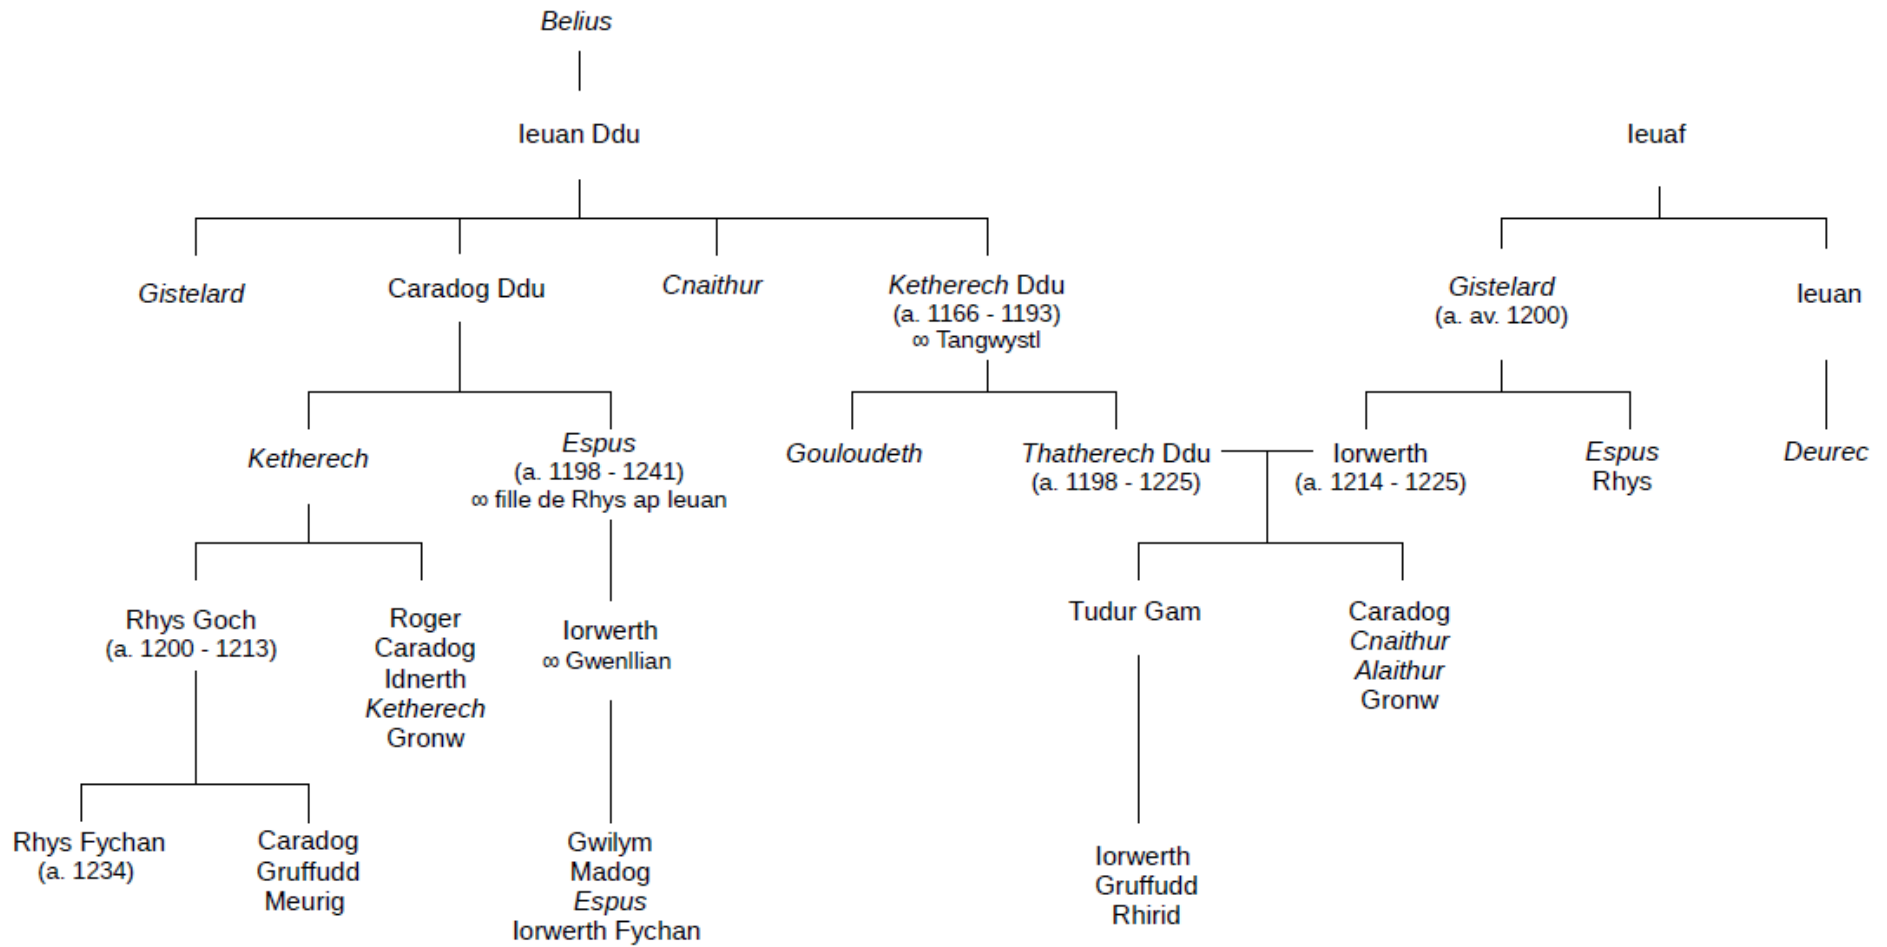 Belius
Ieuan Ddu
Ieuaf
Gistelard
Caradog Ddu
Cnaithur
Ketherech Ddu
(a. 1166 - 1193)
∞ Tangwystl
Gistelard
(a. av. 1200)
Ieuan
Ketherech
Espus
(a. 1198 - 1241)
∞ fille de Rhys ap Ieuan
Gouloudeth
Thatherech Ddu
(a. 1198 - 1225)
Iorwerth
(a. 1214 - 1225)
Espus
Rhys
Deurec
Rhys Goch
(a. 1200 - 1213)
Roger
Caradog
Idnerth
Ketherech
Gronw
Iorwerth
∞ Gwenllian
Tudur Gam
Caradog
Cnaithur
Alaithur
Gronw
Rhys Fychan
(a. 1234)
Caradog
Gruffudd
Meurig
Gwilym
Madog
Espus
Iorwerth Fychan
Iorwerth
Gruffudd
Rhirid